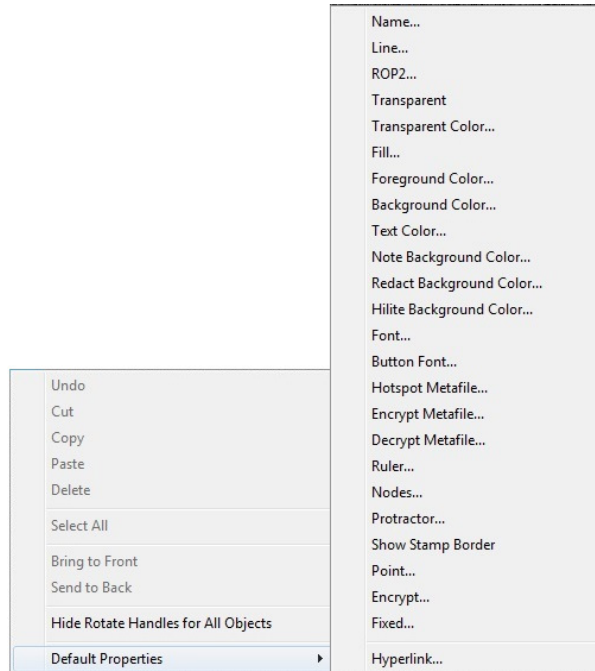 Undo
Cut
Copy
Paste
Delete
Select All
Bring to Front
Send to Back
Hide Rotate Handles for All Objects
Default Properties
Name...
Line...
ROP2...
Transparent
Transparent Color...
Fill...
Foreground Color...
Background Color...
Text Color...
Note Background Color...
Redact Background Color...
Hilite Background Color...
Font...
Button Font...
Hotspot Metafile...
Encrypt Metafile...
Decrypt Metafile...
Ruler...
Nodes...
Protractor...
Show Stamp Border
Point...
Encrypt...
Fixed...
Hyperlink...